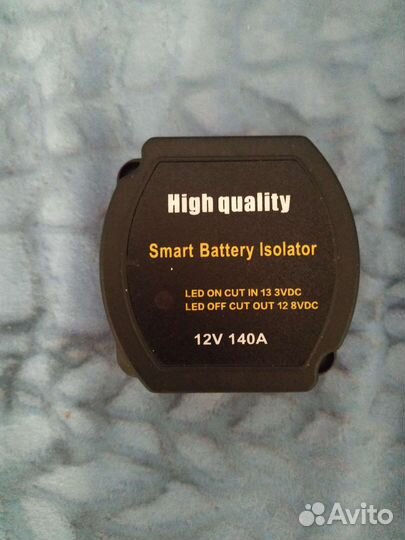 High quality
Smart Battery Isolator
LED ON CUT IN 13 3VDC
LED OFF CUT OUT 12 8VDC
12V 140A
Avito